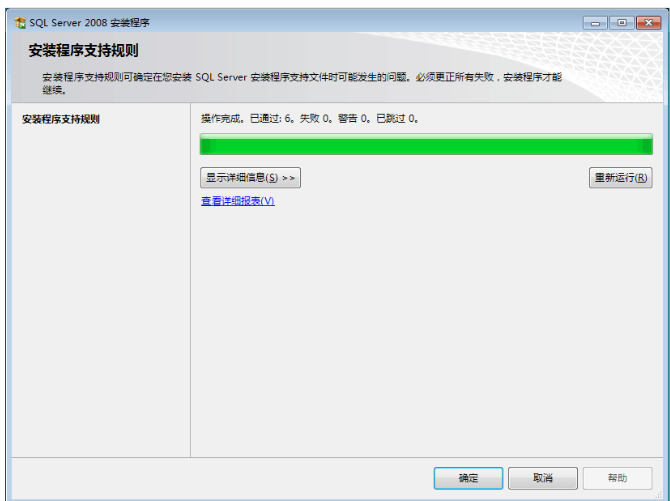 SQL Server 2008 安装程序
安装程序支持规则
安装程序支持规则可确定在您安装 SQL Server 安装程序支持文件时可能发生的问题。必须更正所有失败，安装程序才能
继续。
安装程序支持规则
操作完成。已通过: 6。失败 0。警告 0。已跳过 0。
显示详细信息(S) >>
重新运行(R)
查看详细报表(V)
确定
取消
帮助